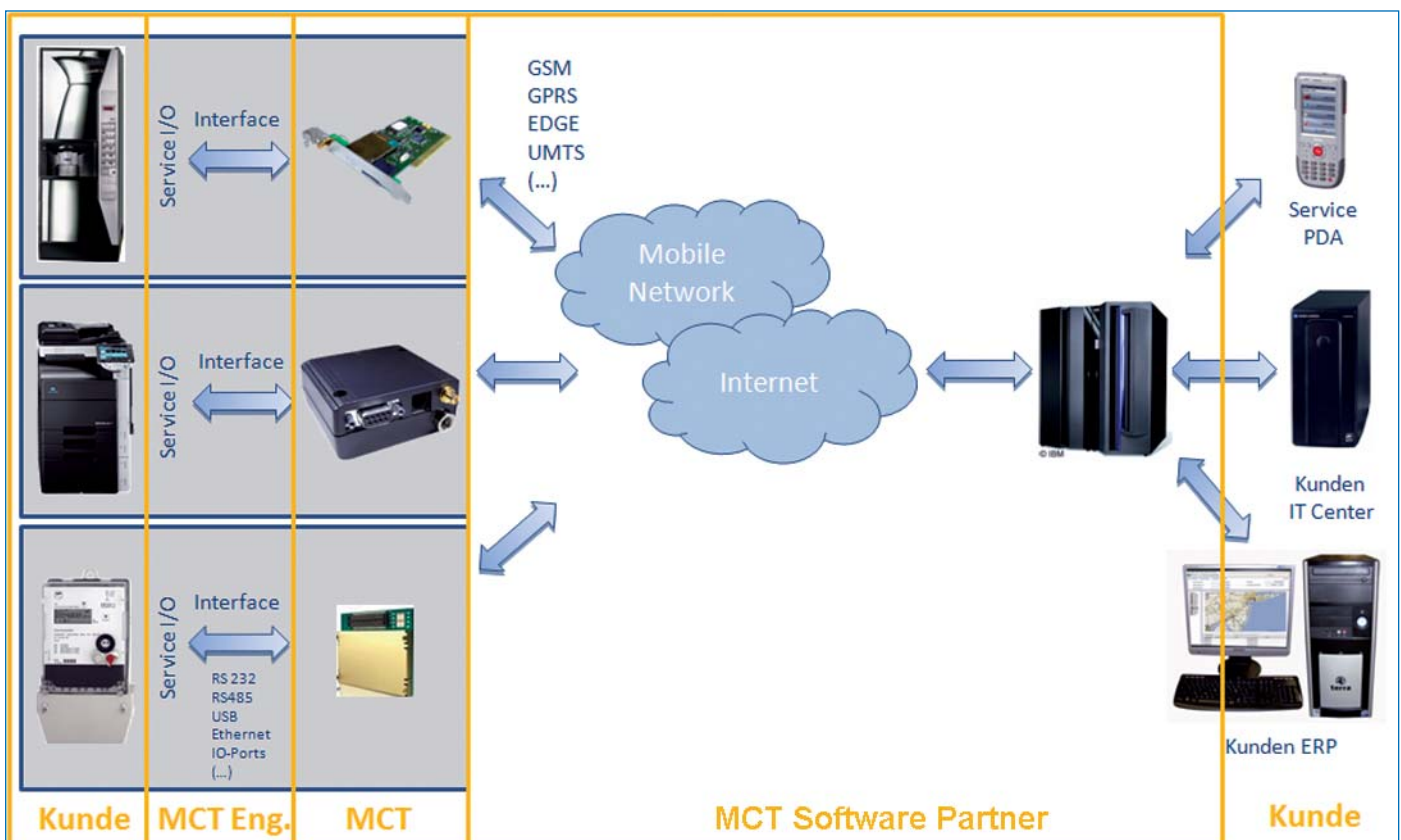 GSM
GPRS
EDGE
UMTS
(...)
Service I/O
Interface
Mobile
Network
Service
PDA
Service I/O
Interface
Internet
© IBM
Kunden
IT Center
Service I/O
Interface
RS 232
RS485
USB
Ethernet
IO-Ports
(...)
terra
Kunden ERP
Kunde
MCT Eng.
MCT
MCT Software Partner
Kunde